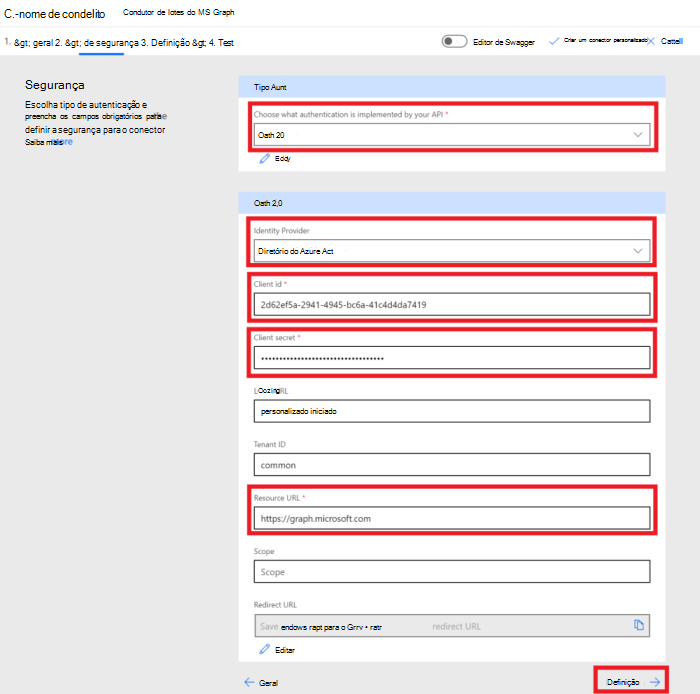 C.-nome de condelito Condutor de lotes do MS Graph
1. &gt; geral 2. &gt; de segurança 3. Definição &gt; 4. Test Editor de Swagger Criar um conector personalizado Cattell
Segurança
Escolha tipo de autenticação e
preencha os campos obrigatórios
definir a segurança para o conector
Saiba
Tipo Aunt
Choose what authentication is implemented by your API *
Oath 20
Eddy
Oath 2,0
Identity Provider
Diretório do Azure Act
Client id *
2d62ef5a-2941-4945-bc6a-41c4d4da7419
Client secret *
••••••••••••••••••••••••••••••••••
personalizado iniciado
Tenant ID
common
Resource URL *
https://graph.microsoft.com
Scope
Scope
Redirect URL
Save endows rapt para o Grrv • ratr redirect URL
Editar
Geral Definição